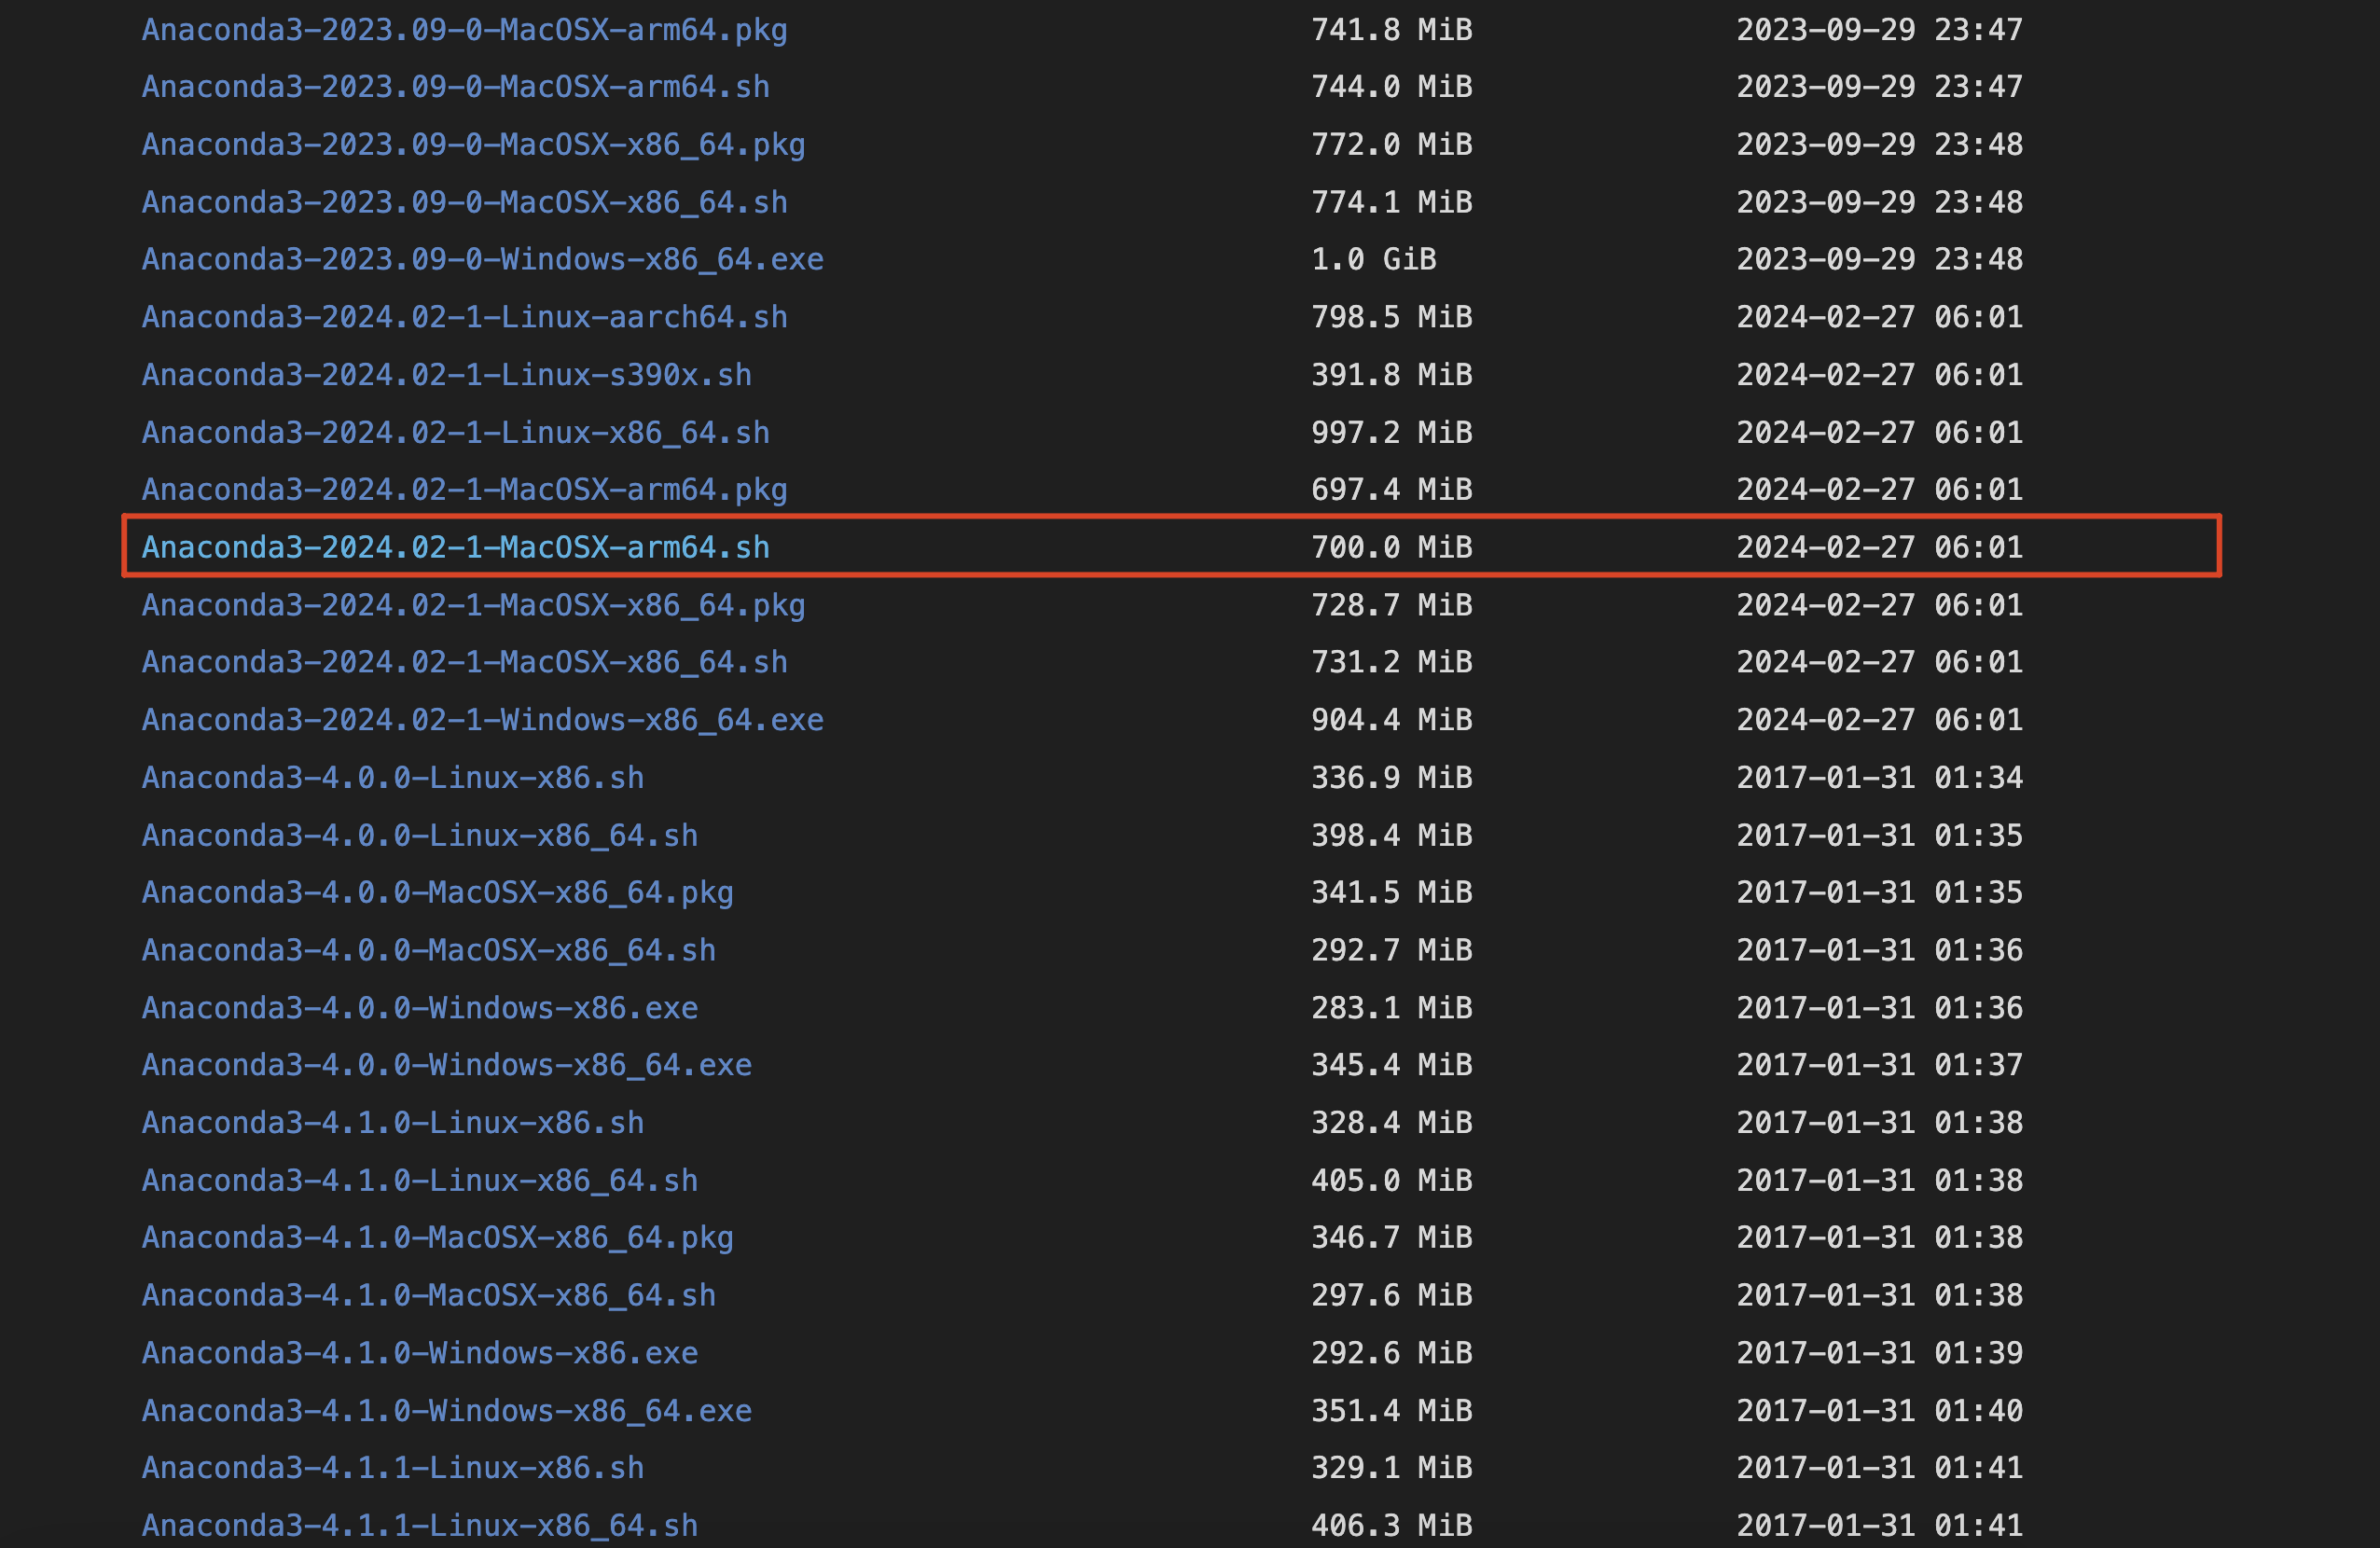 Anaconda3-2023.09-0-MacOSX-arm64.pkg 741.8 MiB 2023-09-29 23:47
Anaconda3-2023.09-0-MacOSX-arm64.sh 744.0 MiB 2023-09-29 23:47
Anaconda3-2023.09-0-MacOSX-x86_64.pkg 772.0 MiB 2023-09-29 23:48
Anaconda3-2023.09-0-MacOSX-x86_64.sh 774.1 MiB 2023-09-29 23:48
Anaconda3-2023.09-0-Windows-x86_64.exe 1.0 GiB 2023-09-29 23:48
Anaconda3-2024.02-1-Linux-aarch64.sh 798.5 MiB 2024-02-27 06:01
Anaconda3-2024.02-1-Linux-s390x.sh 391.8 MiB 2024-02-27 06:01
Anaconda3-2024.02-1-Linux-x86_64.sh 997.2 MiB 2024-02-27 06:01
Anaconda3-2024.02-1-MacOSX-arm64.pkg 697.4 MiB 2024-02-27 06:01
Anaconda3-2024.02-1-MacOSX-arm64.sh 700.0 MiB 2024-02-27 06:01
Anaconda3-2024.02-1-MacOSX-x86_64.pkg 728.7 MiB 2024-02-27 06:01
Anaconda3-2024.02-1-MacOSX-x86_64.sh 731.2 MiB 2024-02-27 06:01
Anaconda3-2024.02-1-Windows-x86_64.exe 904.4 MiB 2024-02-27 06:01
Anaconda3-4.0.0-Linux-x86.sh 336.9 MiB 2017-01-31 01:34
Anaconda3-4.0.0-Linux-x86_64.sh 398.4 MiB 2017-01-31 01:35
Anaconda3-4.0.0-MacOSX-x86_64.pkg 341.5 MiB 2017-01-31 01:35
Anaconda3-4.0.0-MacOSX-x86_64.sh 292.7 MiB 2017-01-31 01:36
Anaconda3-4.0.0-Windows-x86.exe 283.1 MiB 2017-01-31 01:36
Anaconda3-4.0.0-Windows-x86_64.exe 345.4 MiB 2017-01-31 01:37
Anaconda3-4.1.0-Linux-x86.sh 328.4 MiB 2017-01-31 01:38
Anaconda3-4.1.0-Linux-x86_64.sh 405.0 MiB 2017-01-31 01:38
Anaconda3-4.1.0-MacOSX-x86_64.pkg 346.7 MiB 2017-01-31 01:38
Anaconda3-4.1.0-MacOSX-x86_64.sh 297.6 MiB 2017-01-31 01:38
Anaconda3-4.1.0-Windows-x86.exe 292.6 MiB 2017-01-31 01:39
Anaconda3-4.1.0-Windows-x86_64.exe 351.4 MiB 2017-01-31 01:40
Anaconda3-4.1.1-Linux-x86.sh 329.1 MiB 2017-01-31 01:41
Anaconda3-4.1.1-Linux-x86_64.sh 406.3 MiB 2017-01-31 01:41